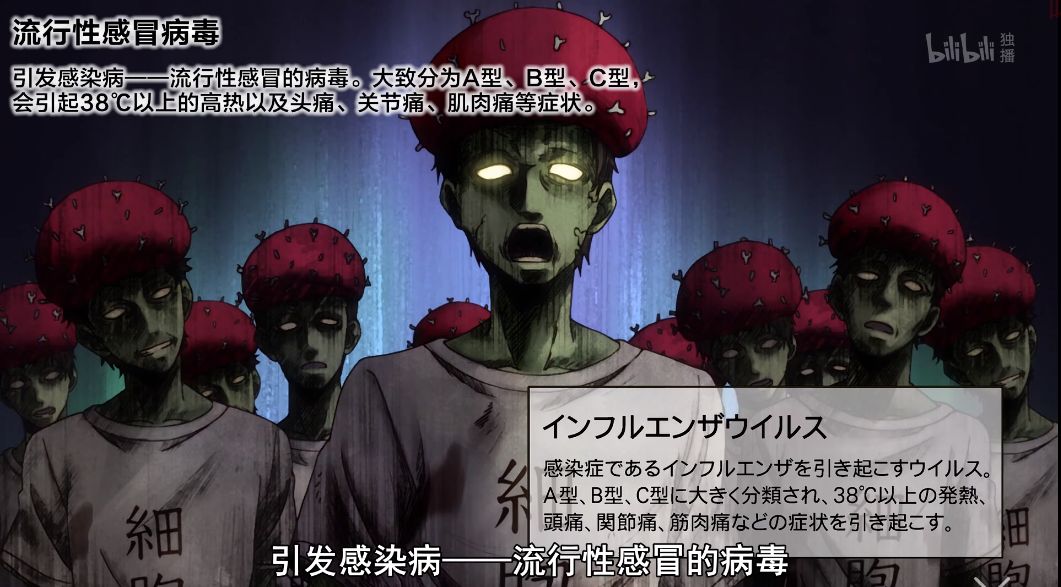 流行性感冒病毒
bilibili 独播
引发感染病——流行性感冒的病毒。大致分为A型、B型、C型，
会引起38℃以上的高热以及头痛、关节痛、肌肉痛等症状。
インフルエンザウイルス
感染症であるインフルエンザを引き起こすウイルス。
A型、B型、C型に大きく分類され、38℃以上の発熱、
頭痛、関節痛、筋肉痛などの症状を引き起こす。
細胞
細
細胞
引发感染病——流行性感冒的病毒